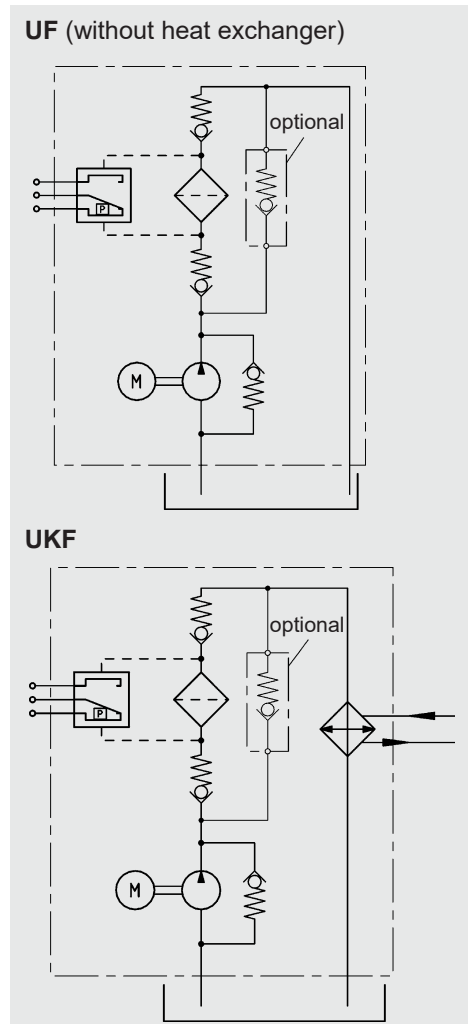 UF (without heat exchanger)
optional
P
M
UKF
optional
P
M